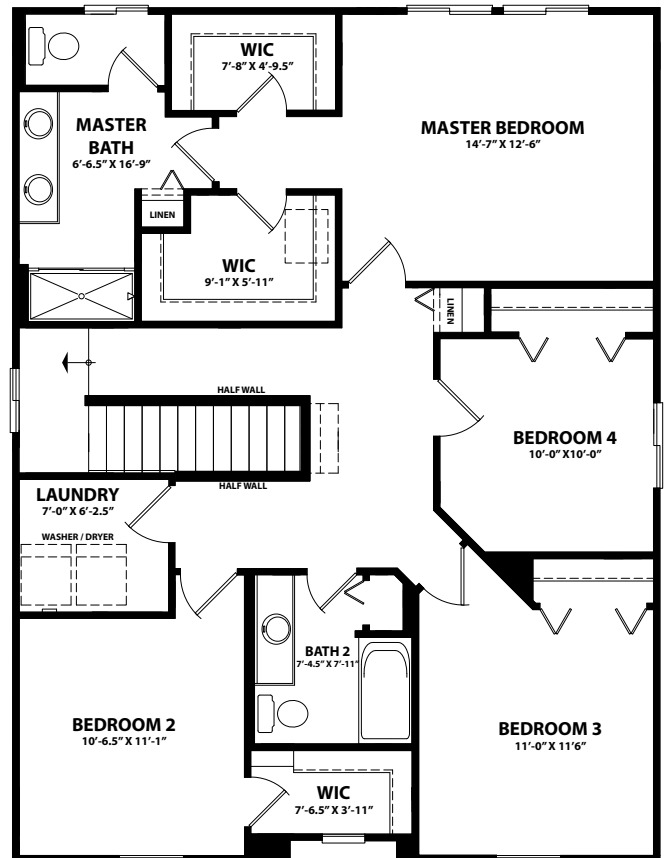 WIC
7'-8" X 4'-9.5"
MASTER
BATH
6'-6.5" X 16'-9"
MASTER BEDROOM
14'-7" X 12'-6"
LINEN
WIC
9'-1" X 5'-11"
LINEN
HALF WALL
BEDROOM 4
10'-0" X10'-0"
HALF WALL
LAUNDRY
7'-0" X 6'-2.5"
WASHER / DRYER
BATH 2
7'-4.5" X 7'-11"
BEDROOM 2
10'-6.5" X 11'-1"
BEDROOM 3
11'-0" X 11'6"
WIC
7'-6.5" X 3'-11"